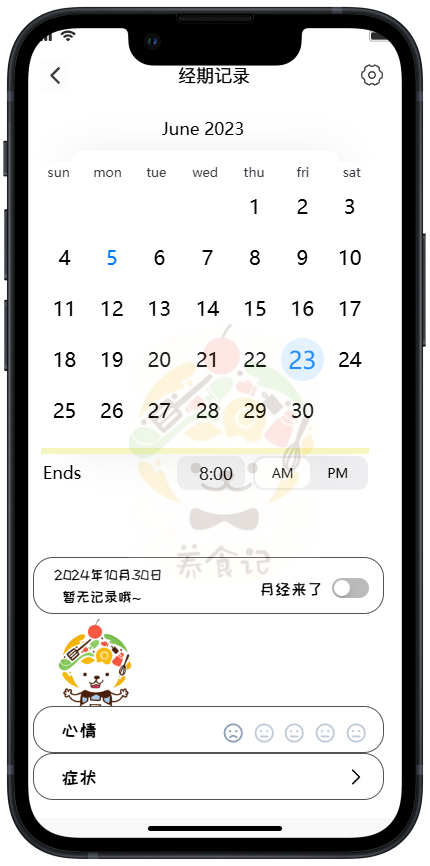 经期记录
June 2023
sun mon tue wed thu fri sat
1 2 3
4 5 6 7 8 9 10
11 12 13 14 15 16 17
18 19 20 21 22 23 24
25 26 27 28 29 30
Ends 8:00 AM PM
养食记
2024年10月30日
暂无记录哦~
月经来了
心情
症状